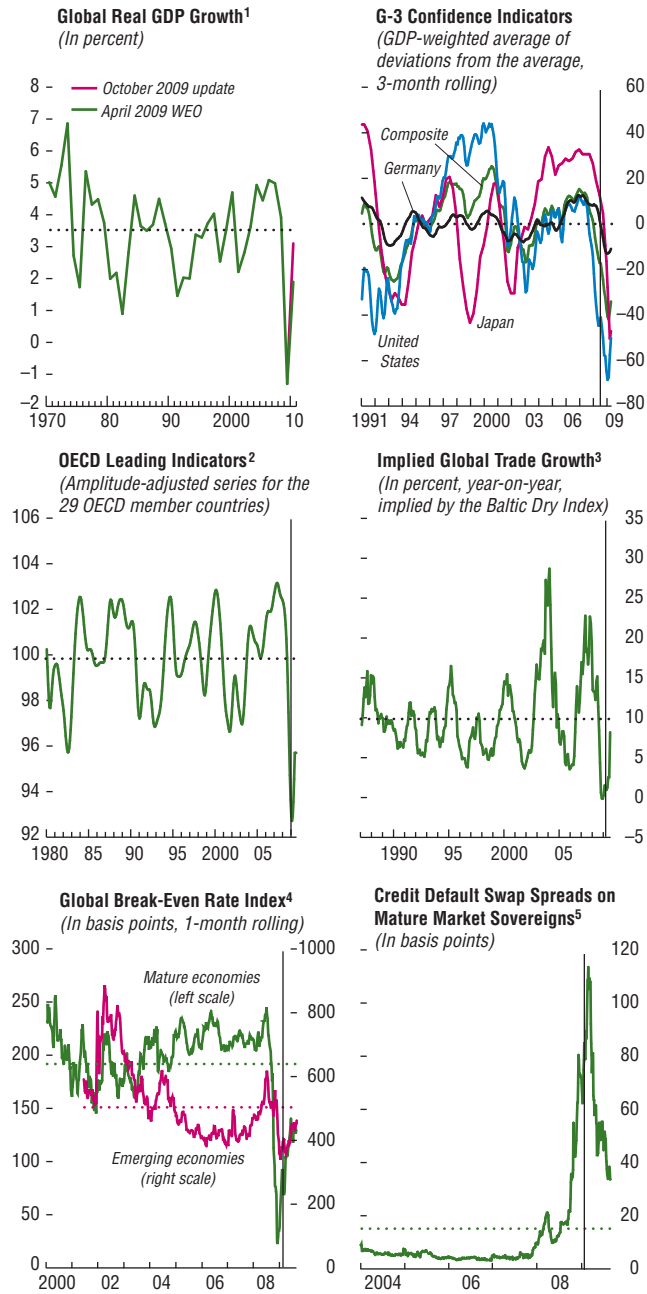 Global Real GDP Growth¹
(In percent)
8
7
6
5
4
3
2
1
0
–1
–2
October 2009 update
April 2009 WEO
1970 80 90 2000 10
G-3 Confidence Indicators
(GDP-weighted average of
deviations from the average,
3-month rolling)
60
40
20
0
–20
–40
–60
–80
Composite
Germany
United
States
Japan
1991 94 97 2000 03 06 09
OECD Leading Indicators²
(Amplitude-adjusted series for the
29 OECD member countries)
106
104
102
100
98
96
94
92
1980 85 90 95 2000 05
Implied Global Trade Growth³
(In percent, year-on-year,
implied by the Baltic Dry Index)
35
30
25
20
15
10
5
0
–5
1990 95 2000 05
Global Break-Even Rate Index⁴
(In basis points, 1-month rolling)
300
250
200
150
100
50
0
Mature economies
(left scale)
Emerging economies
(right scale)
1000
800
600
400
200
0
2000 02 04 06 08
Credit Default Swap Spreads on
Mature Market Sovereigns⁵
(In basis points)
120
100
80
60
40
20
0
2004 06 08